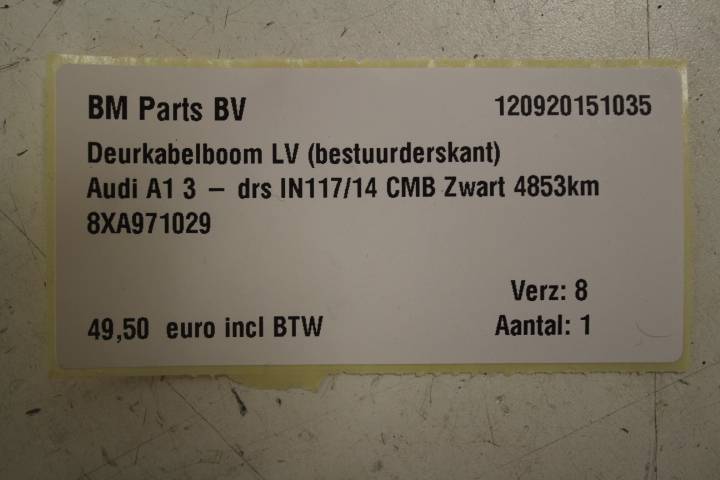 BM Parts BV 120920151035
Deurkabelboom LV (bestuurderskant)
Audi A1 3 – drs IN117/14 CMB Zwart 4853km
8XA971029
Verz: 8
49,50 euro incl BTW Aantal: 1